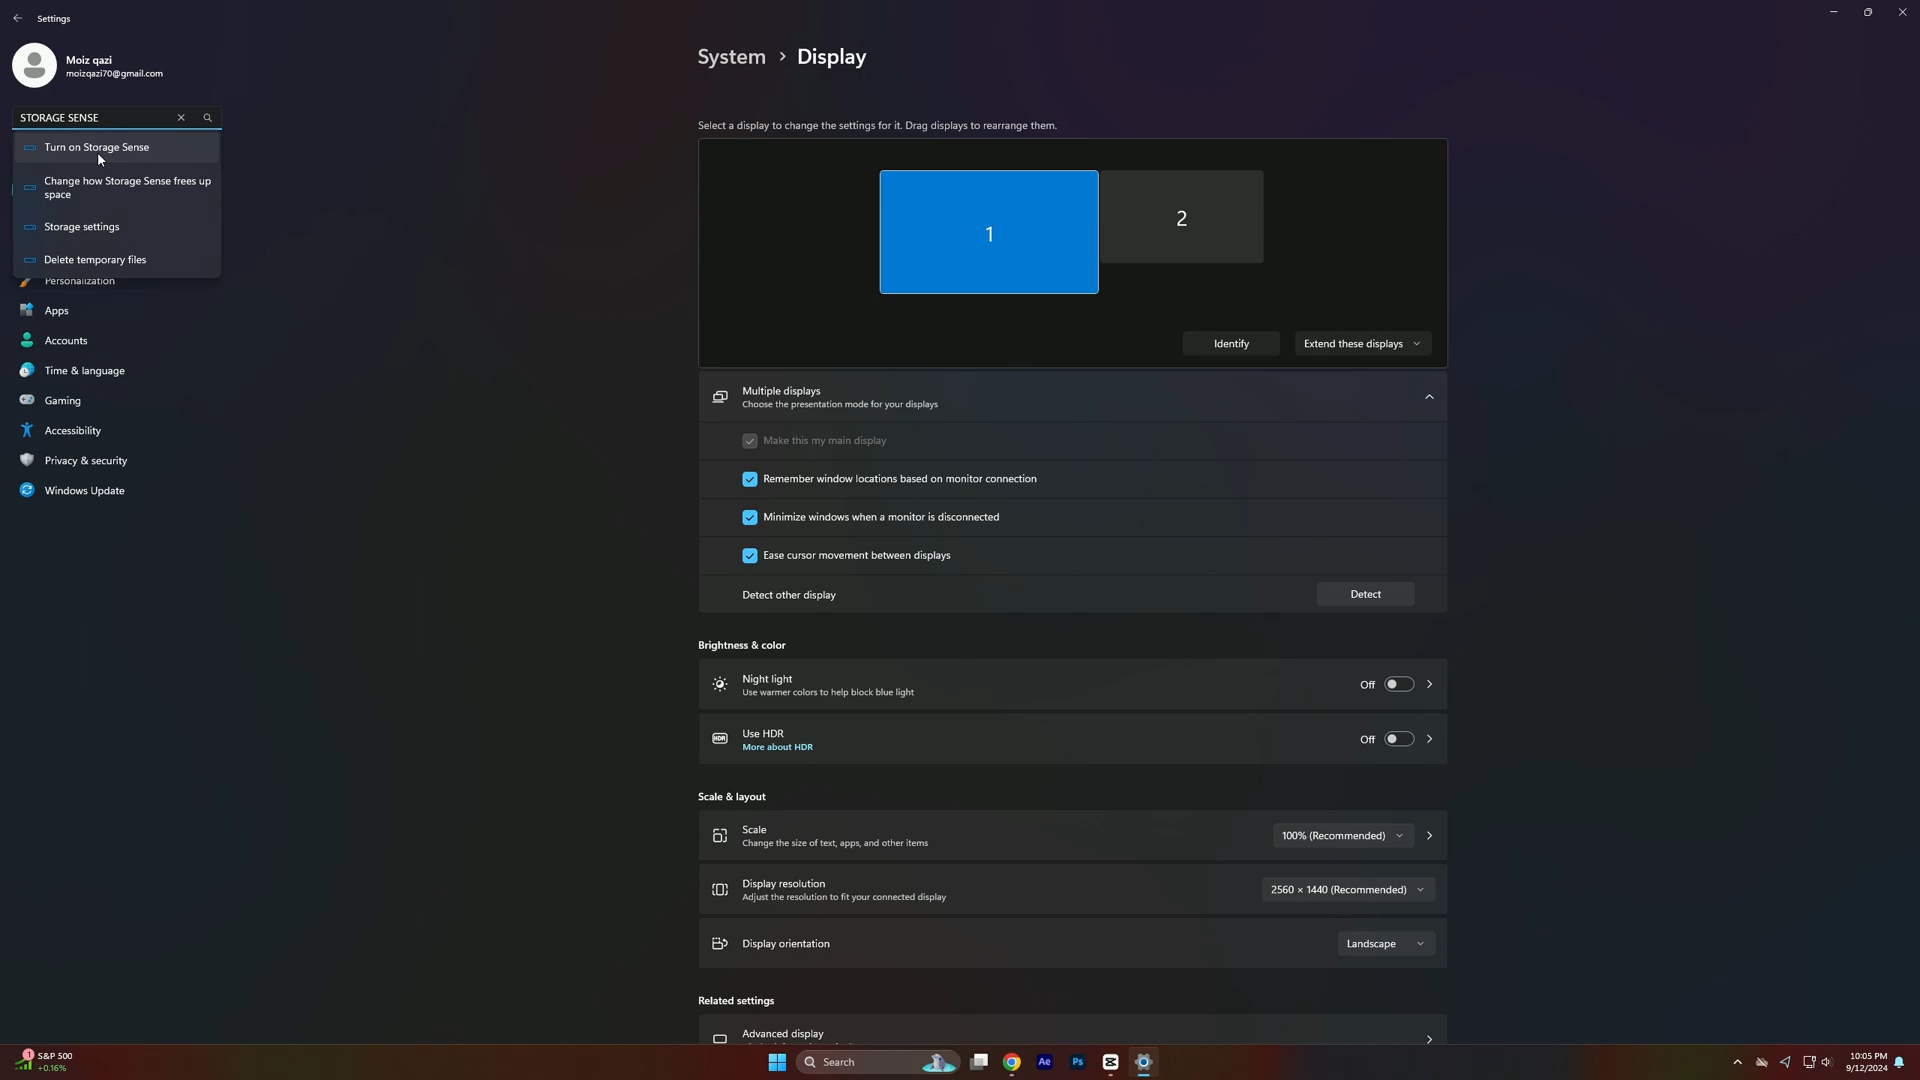 Settings
Moiz qazi
moizqazi70@gmail.com
STORAGE SENSE
Turn on Storage Sense
Change how Storage Sense frees up
space
Storage settings
Delete temporary files
Personalization
Apps
Accounts
Time & language
Gaming
Accessibility
Privacy & security
Windows Update
System > Display
Select a display to change the settings for it. Drag displays to rearrange them.
1
2
Identify
Extend these displays
Multiple displays
Choose the presentation mode for your displays
Make this my main display
Remember window locations based on monitor connection
Minimize windows when a monitor is disconnected
Ease cursor movement between displays
Detect other display
Detect
Brightness & color
Night light
Use warmer colors to help block blue light
Off
HDR
Use HDR
More about HDR
Off
Scale & layout
Scale
Change the size of text, apps, and other items
100% (Recommended)
Display resolution
Adjust the resolution to fit your connected display
2560 × 1440 (Recommended)
Display orientation
Landscape
Related settings
Advanced display
1
S&P 500
+0.16%
Search
Ae
Ps
10:05 PM
9/12/2024